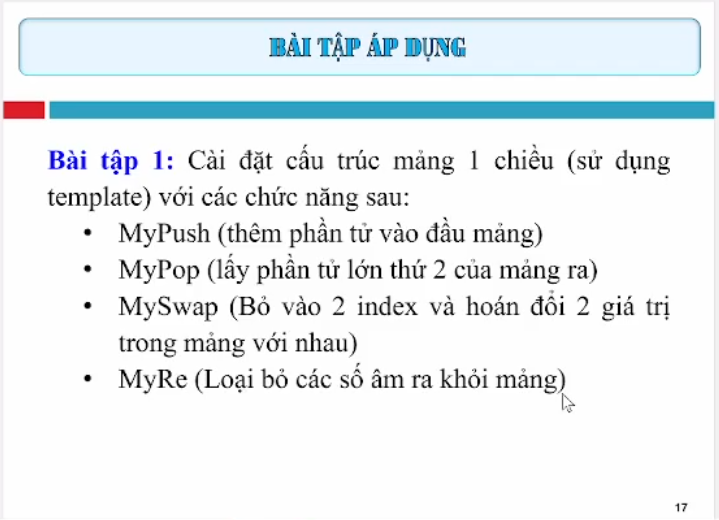 BÀI TẬP ÁP DỤNG
Bài tập 1: Cài đặt cấu trúc mảng 1 chiều (sử dụng
template) với các chức năng sau:
• MyPush (thêm phần tử vào đầu mảng)
• MyPop (lấy phần tử lớn thứ 2 của mảng ra)
• MySwap (Bỏ vào 2 index và hoán đổi 2 giá trị
trong mảng với nhau)
• MyRe (Loại bỏ các số âm ra khỏi mảng)
17